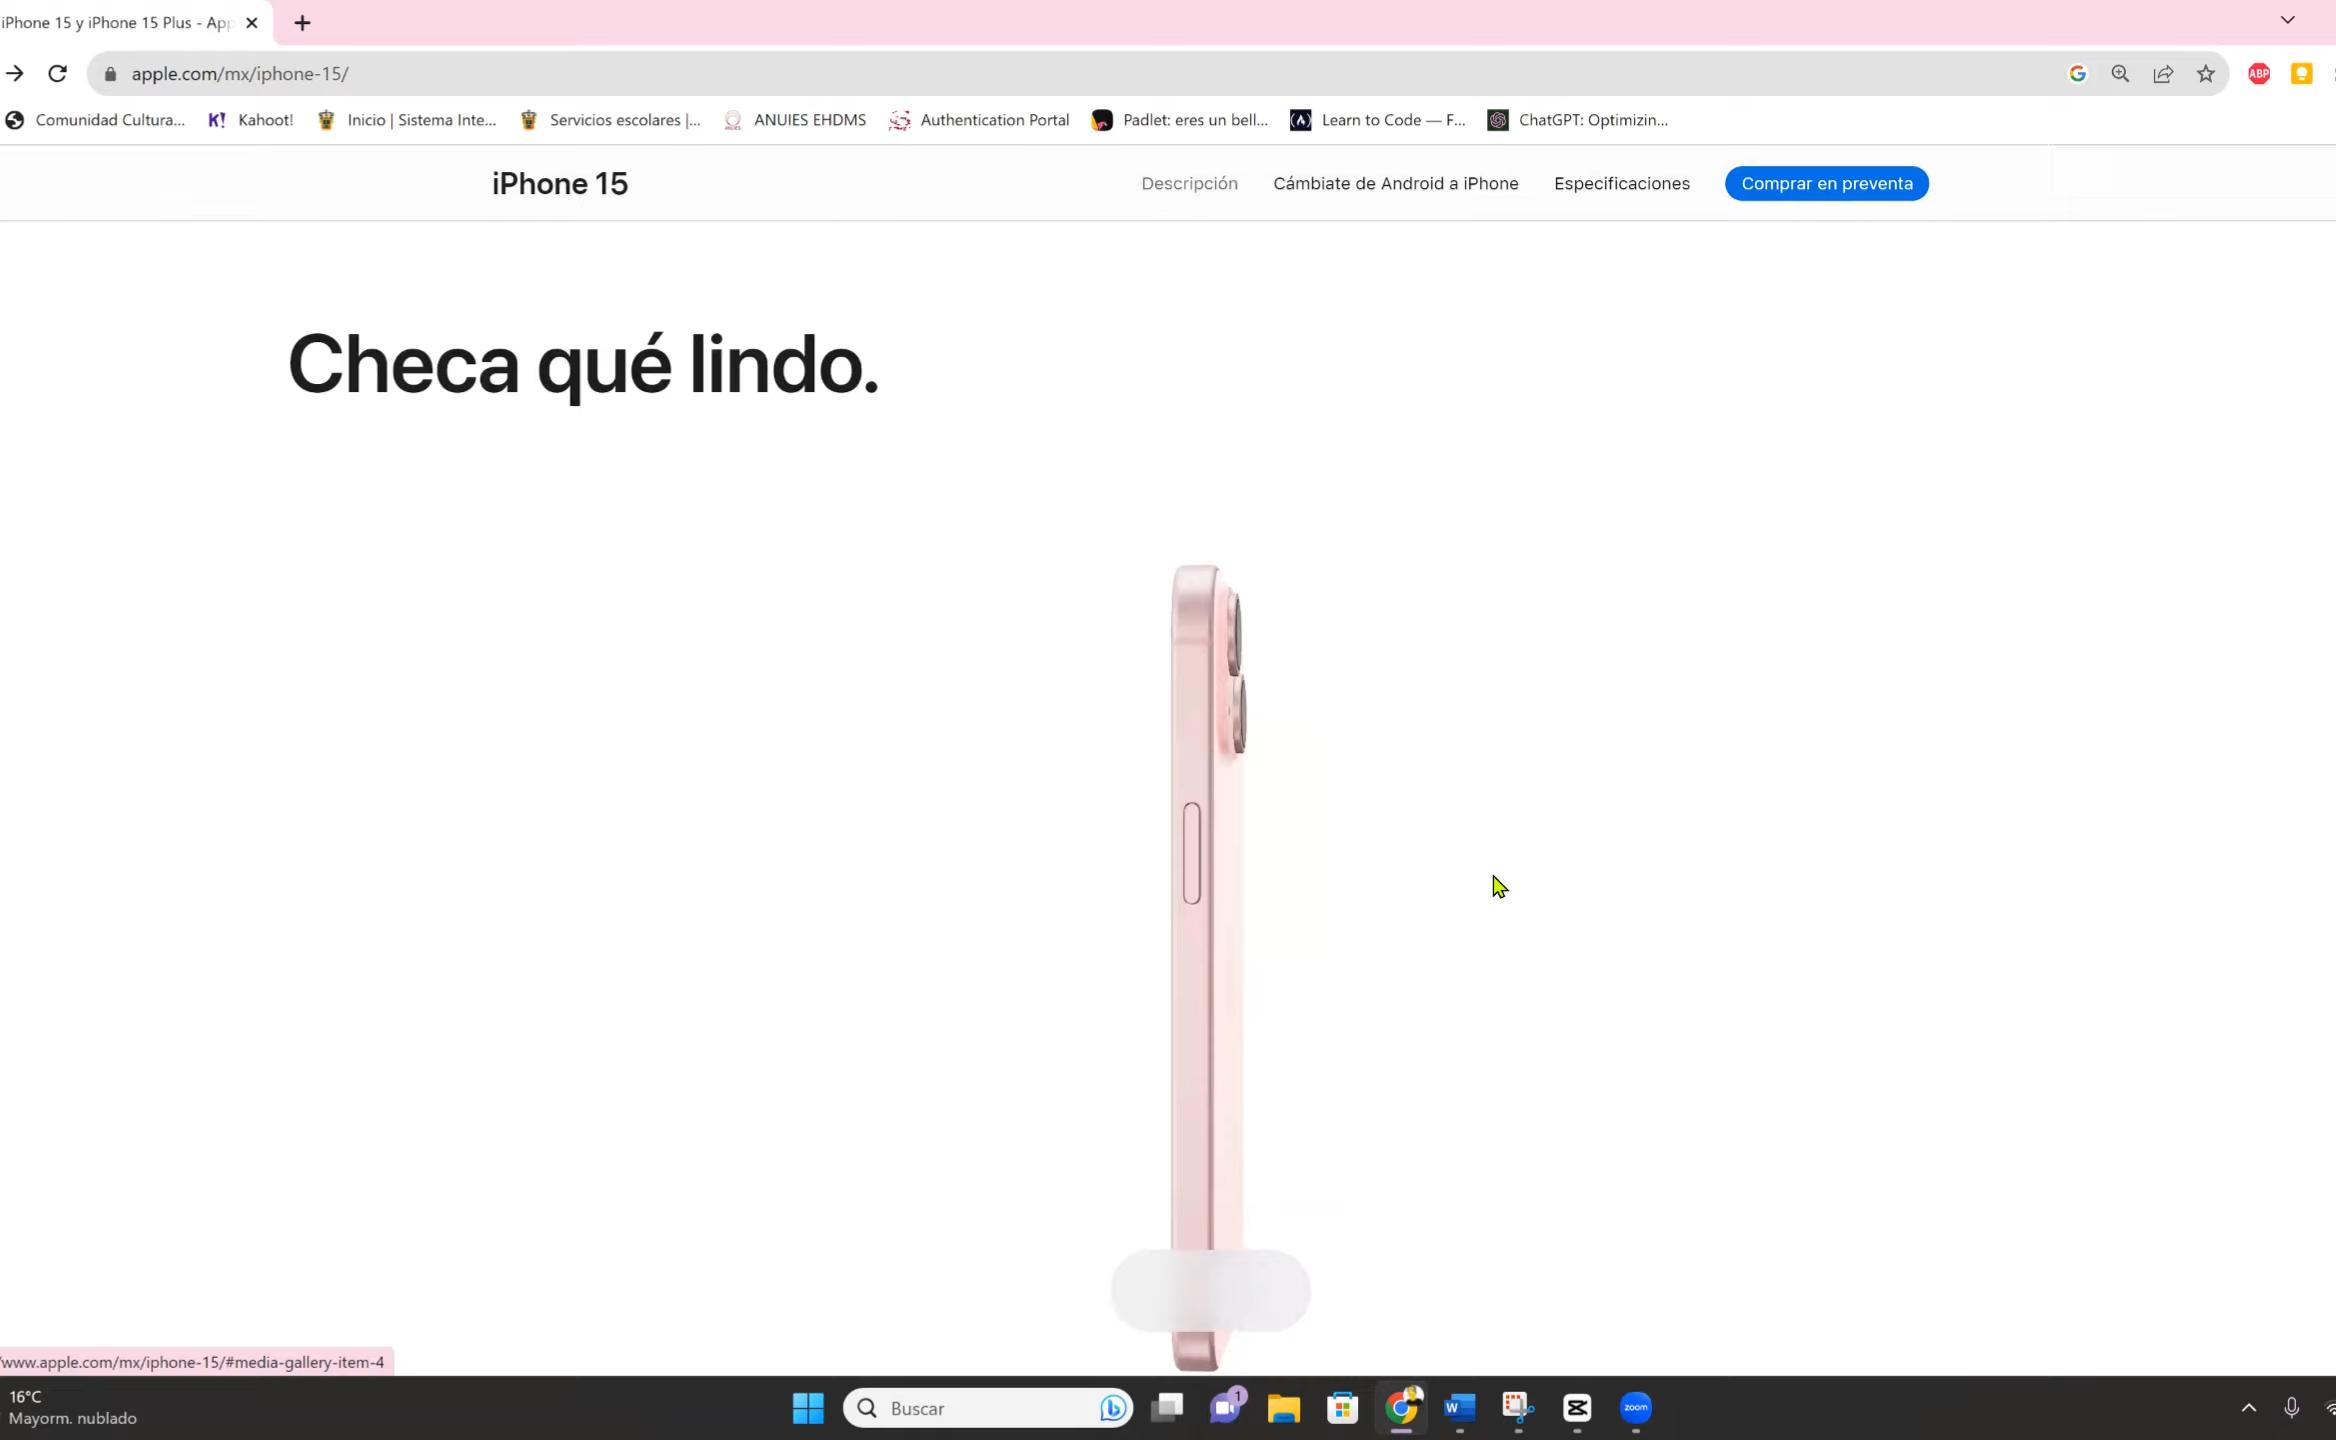 iPhone 15 y iPhone 15 Plus - App
apple.com/mx/iphone-15/
ABP
Comunidad Cultura...
K! Kahoot!
Inicio | Sistema Inte...
Servicios escolares |...
ANUIES EHDMS
Authentication Portal
Padlet: eres un bell...
Learn to Code — F...
ChatGPT: Optimizin...
iPhone 15
Descripción
Cámbiate de Android a iPhone
Especificaciones
Comprar en preventa
Checa qué lindo.
www.apple.com/mx/iphone-15/#media-gallery-item-4
16°C
Mayorm. nublado
Buscar
1
W
zoom